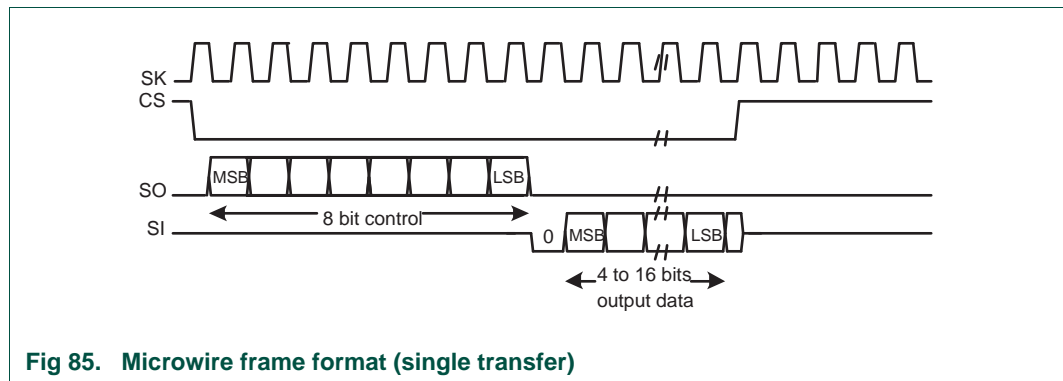 SK
CS
SO
MSB
LSB
8 bit control
SI
0
MSB
LSB
4 to 16 bits
output data
Fig 85. Microwire frame format (single transfer)